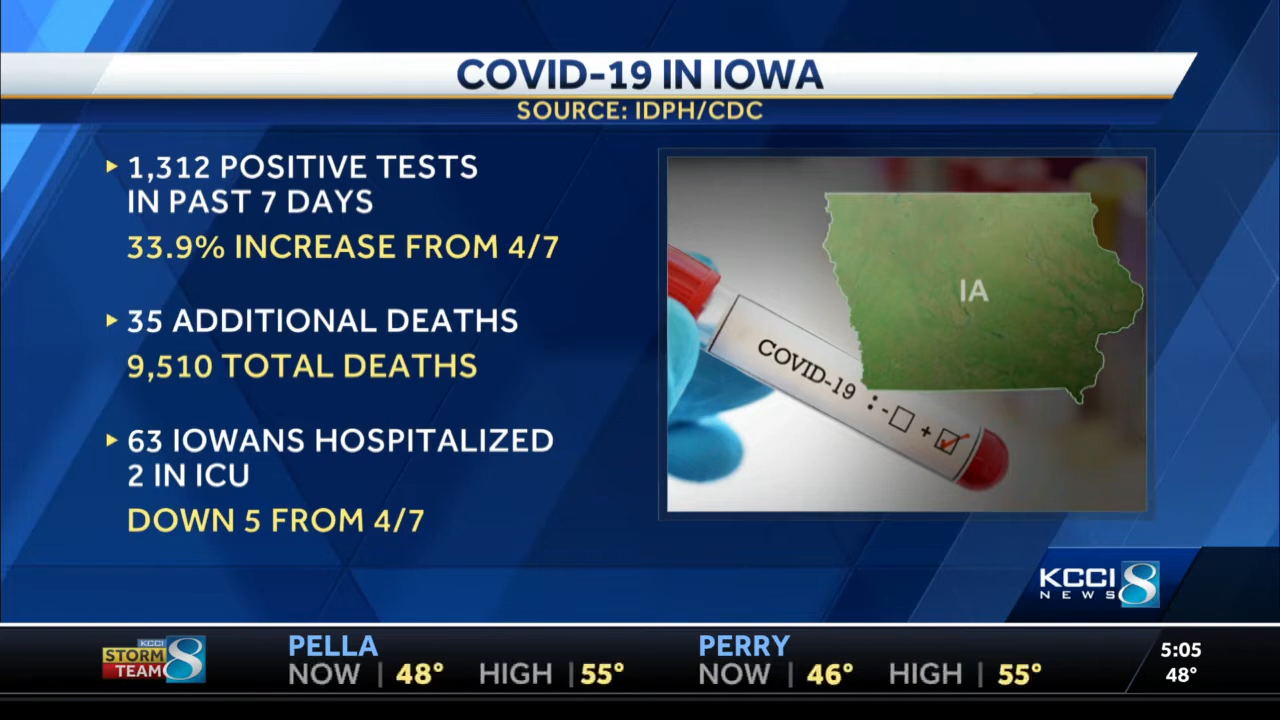 COVID-19 IN IOWA
SOURCE: IDPH/CDC
1,312 POSITIVE TESTS
IN PAST 7 DAYS
33.9% INCREASE FROM 4/7
35 ADDITIONAL DEATHS
9,510 TOTAL DEATHS
63 IOWANS HOSPITALIZED
2 IN ICU
DOWN 5 FROM 4/7
IA
COVID-19 : - +
KCCI 8
NEWS
KCCI
STORM
TEAM 8
PELLA
NOW | 48° HIGH | 55°
PERRY
NOW | 46° HIGH | 55°
5:05
48°